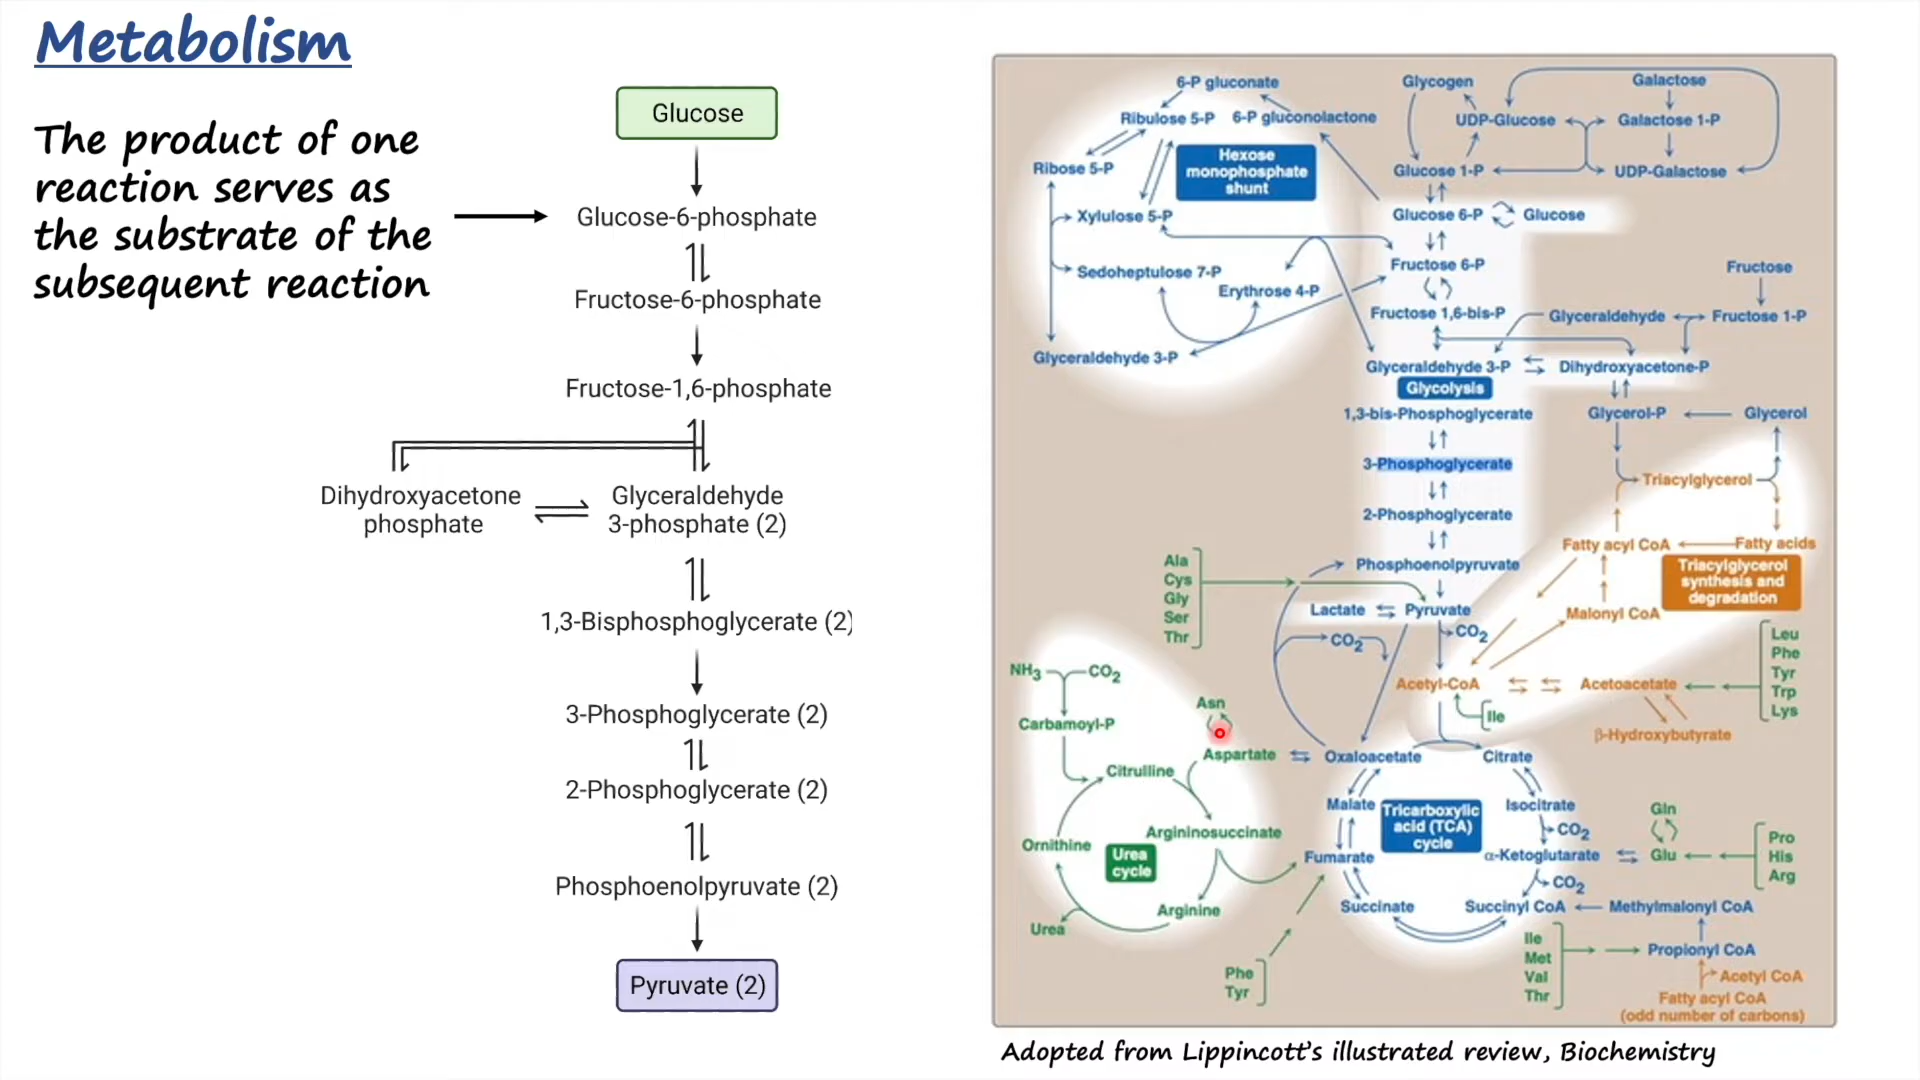 Metabolism
The product of one
reaction serves as
the substrate of the
subsequent reaction
Glucose
Glucose-6-phosphate
Fructose-6-phosphate
Fructose-1,6-phosphate
Dihydroxyacetone
phosphate
Glyceraldehyde
3-phosphate (2)
1,3-Bisphosphoglycerate (2)
3-Phosphoglycerate (2)
2-Phosphoglycerate (2)
Phosphoenolpyruvate (2)
Pyruvate (2)
6-P gluconate
Ribulose 5-P
6-P gluconolactone
Hexose
monophosphate
shunt
Ribose 5-P
Xylulose 5-P
Sedoheptulose 7-P
Erythrose 4-P
Glyceraldehyde 3-P
Glycogen
UDP-Glucose
Glucose 1-P
Galactose
Galactose 1-P
UDP-Galactose
Glucose 6-P
Glucose
Fructose 6-P
Fructose 1,6-bis-P
Fructose
Glyceraldehyde
Fructose 1-P
Glyceraldehyde 3-P
Dihydroxyacetone-P
Glycolysis
1,3-bis-Phosphoglycerate
Glycerol-P
Glycerol
3-Phosphoglycerate
Triacylglycerol
2-Phosphoglycerate
Fatty acyl CoA
Fatty acids
Triacylglycerol
synthesis and
degradation
Malonyl CoA
Phosphoenolpyruvate
Ala
Cys
Gly
Ser
Thr
Lactate
Pyruvate
CO2
CO2
Leu
Phe
Tyr
Trp
Lys
Acetyl-CoA
Acetoacetate
Ile
β-Hydroxybutyrate
NH3
CO2
Carbamoyl-P
Asn
Aspartate
Citrulline
Argininosuccinate
Ornithine
Urea
cycle
Arginine
Urea
Oxaloacetate
Citrate
Malate
Tricarboxylic
acid (TCA)
cycle
Isocitrate
CO2
Fumarate
α-Ketoglutarate
CO2
Succinate
Succinyl CoA
Gln
Glu
Pro
His
Arg
Methylmalonyl CoA
Phe
Tyr
Ile
Met
Val
Thr
Propionyl CoA
Acetyl CoA
Fatty acyl CoA
(odd number of carbons)
Adopted from Lippincott's illustrated review, Biochemistry